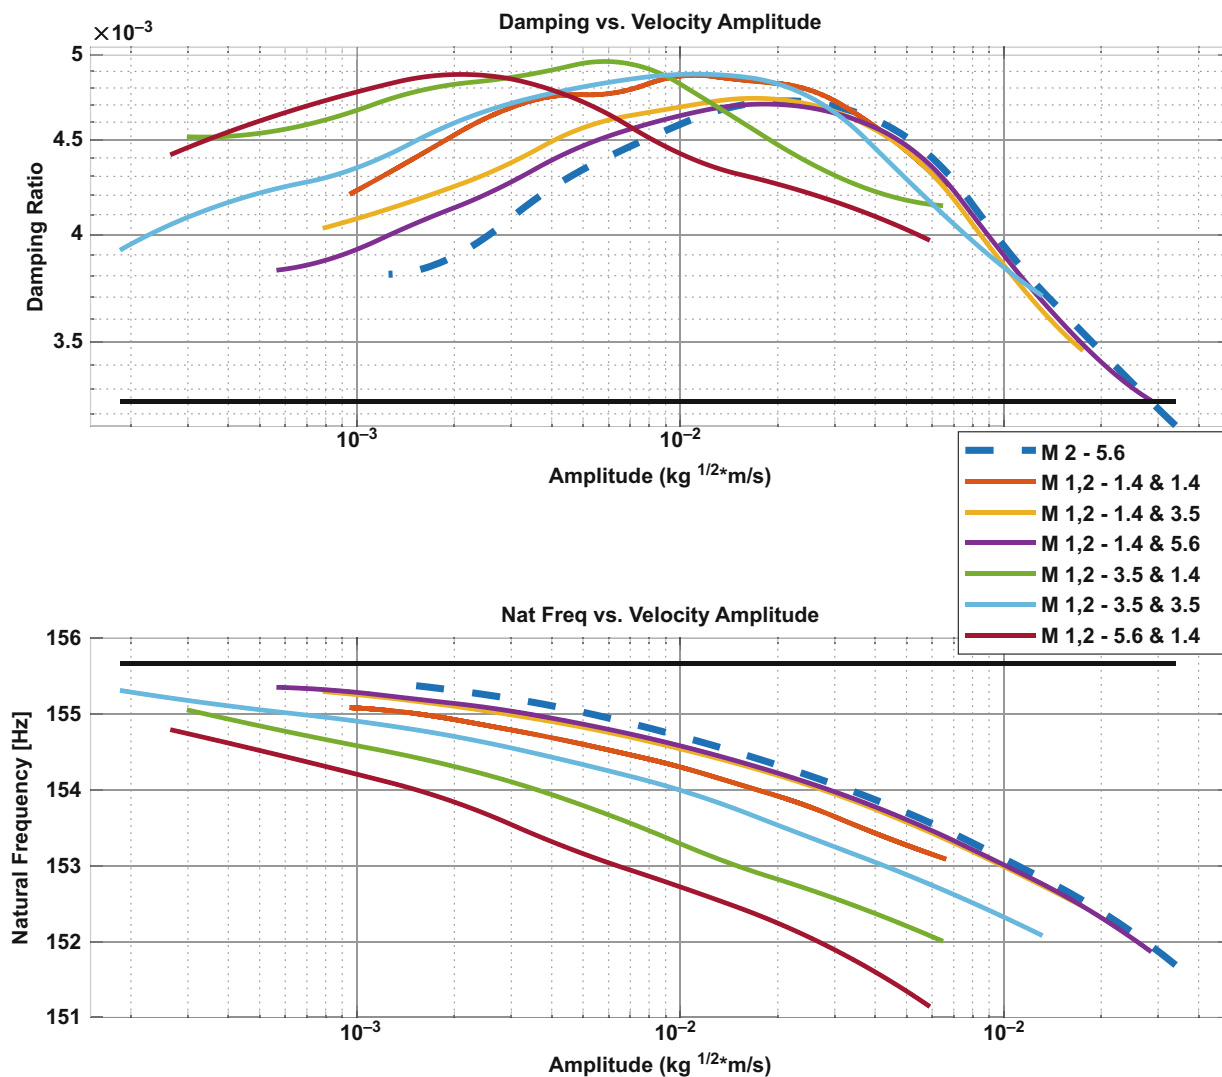 Damping vs. Velocity Amplitude
×10⁻³
5
4.5
4
3.5
Damping Ratio
10⁻³ 10⁻² 10⁻²
Amplitude (kg ¹/²*m/s)
M 2 - 5.6
M 1,2 - 1.4 & 1.4
M 1,2 - 1.4 & 3.5
M 1,2 - 1.4 & 5.6
M 1,2 - 3.5 & 1.4
M 1,2 - 3.5 & 3.5
M 1,2 - 5.6 & 1.4
Nat Freq vs. Velocity Amplitude
156
155
154
153
152
151
Natural Frequency [Hz]
10⁻³ 10⁻² 10⁻²
Amplitude (kg ¹/²*m/s)